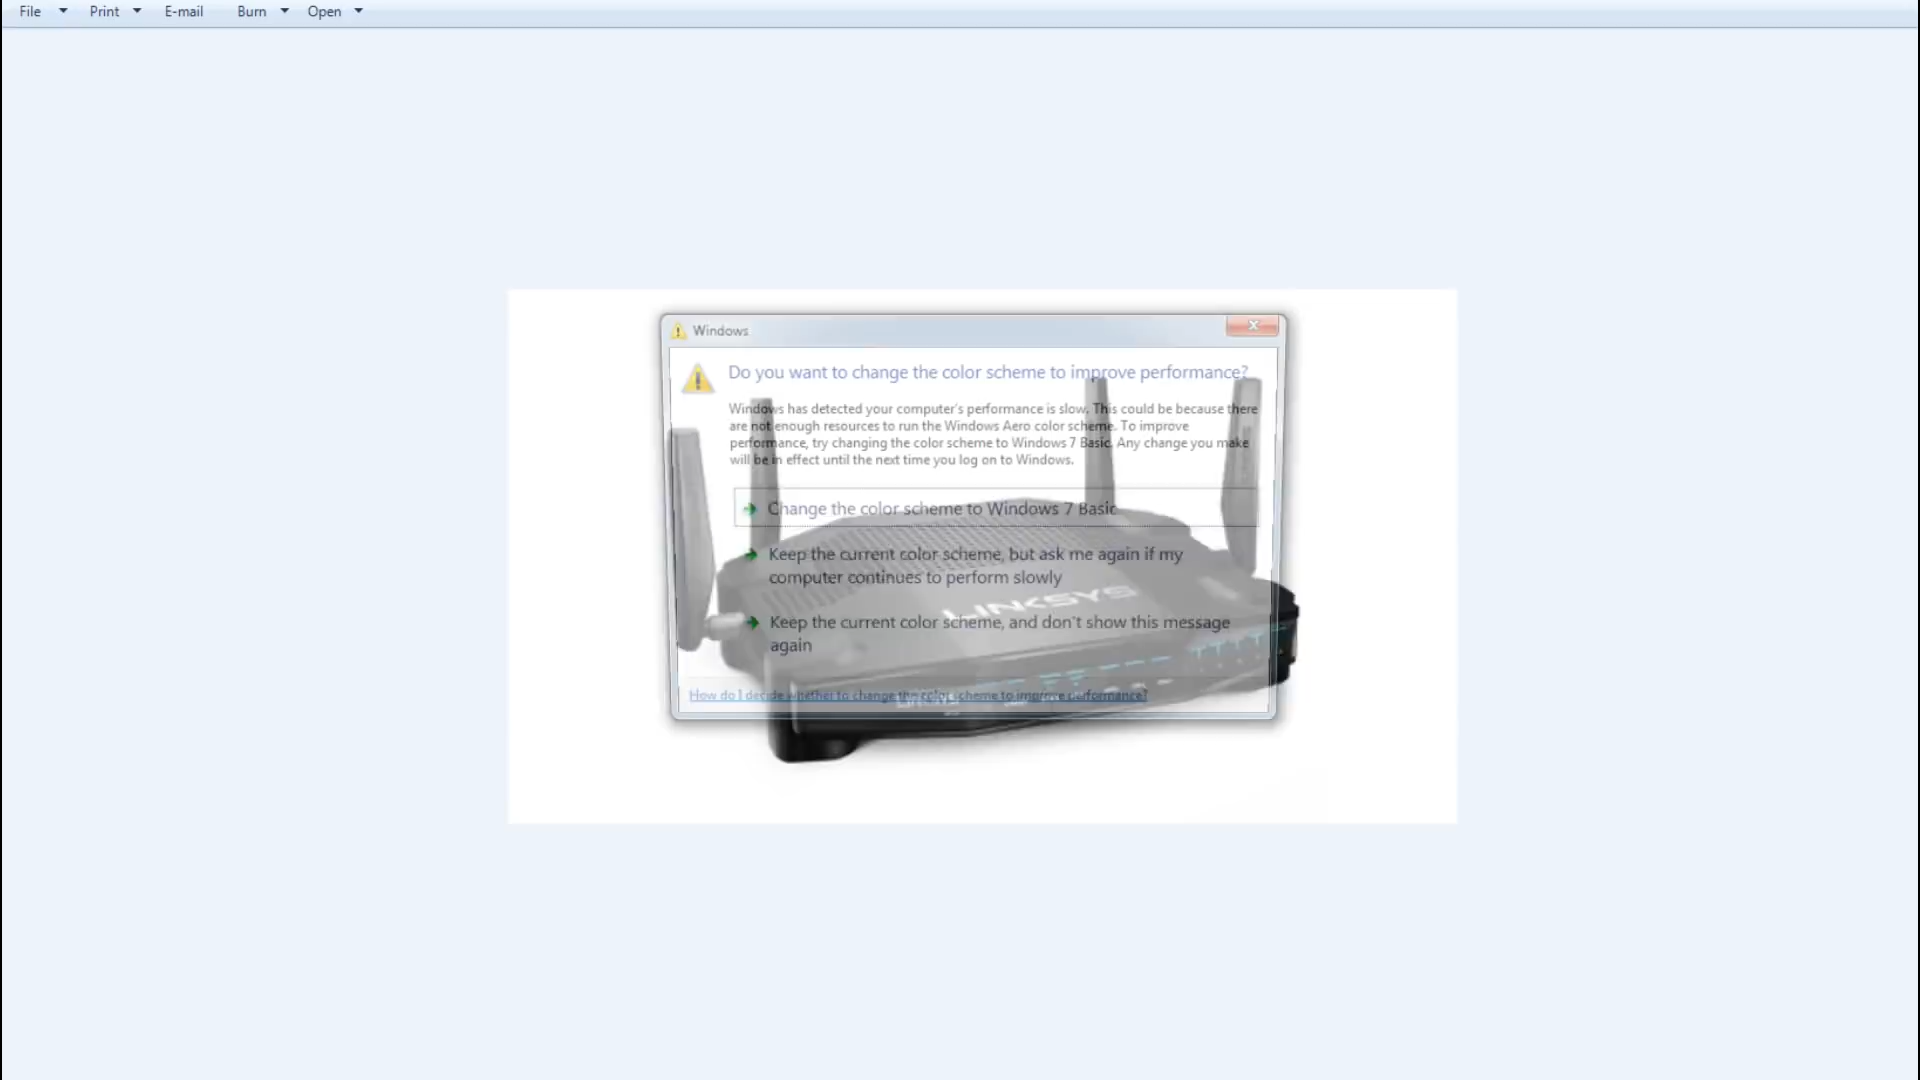 File Print E-mail Burn Open
Windows
Do you want to change the color scheme to improve performance?
Windows has detected your computer's performance is slow. This could be because there
are not enough resources to run the Windows Aero color scheme. To improve
performance, try changing the color scheme to Windows 7 Basic. Any change you make
will be in effect until the next time you log on to Windows.
Change the color scheme to Windows 7 Basic
Keep the current color scheme, but ask me again if my
computer continues to perform slowly
LINKSYS
Keep the current color scheme, and don't show this message
again
How do I decide whether to change the color scheme to improve performance?